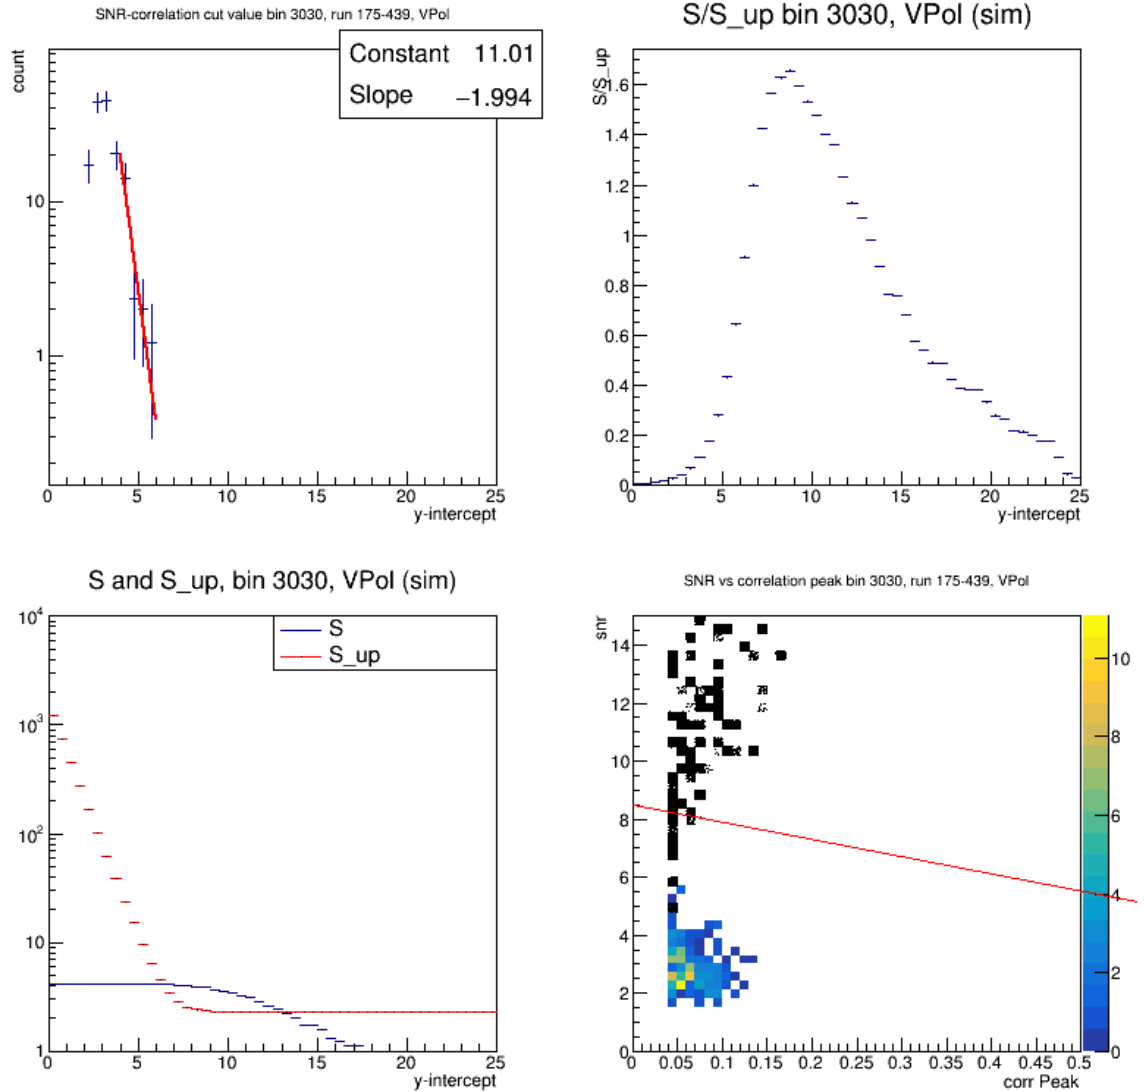 SNR-correlation cut value bin 3030, run 175-439, VPol
count
Constant 11.01
Slope −1.994
10
1
0 5 10 15 20 25
y-intercept
S/S_up bin 3030, VPol (sim)
S/S_up
1.6
1.4
1.2
1
0.8
0.6
0.4
0.2
0
0 5 10 15 20 25
y-intercept
S and S_up, bin 3030, VPol (sim)
S
S_up
10^4
10^3
10^2
10
1
0 5 10 15 20 25
y-intercept
SNR vs correlation peak bin 3030, run 175-439, VPol
snr
14
12
10
8
6
4
2
0
0 0.05 0.1 0.15 0.2 0.25 0.3 0.35 0.4 0.45 0.5
corr Peak
10
8
6
4
2
0